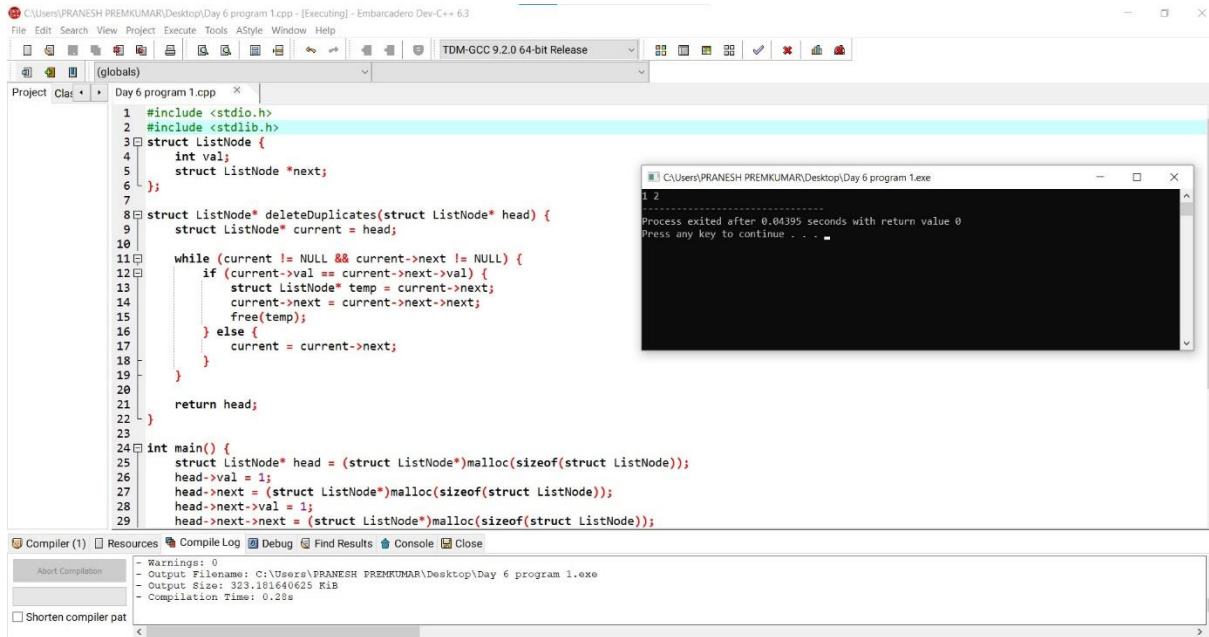 C:\Users\PRANESH PREMKUMAR\Desktop\Day 6 program 1.cpp - [Executing] - Embarcadero Dev-C++ 6.3
File Edit Search View Project Execute Tools AStyle Window Help
TDM-GCC 9.2.0 64-bit Release
(globals)
Project Clas Day 6 program 1.cpp
1 #include <stdio.h>
2 #include <stdlib.h>
3 struct ListNode {
4 int val;
5 struct ListNode *next;
6 };
7
8 struct ListNode* deleteDuplicates(struct ListNode* head) {
9 struct ListNode* current = head;
10
11 while (current != NULL && current->next != NULL) {
12 if (current->val == current->next->val) {
13 struct ListNode* temp = current->next;
14 current->next = current->next->next;
15 free(temp);
16 } else {
17 current = current->next;
18 }
19 }
20
21 return head;
22 }
23
24 int main() {
25 struct ListNode* head = (struct ListNode*)malloc(sizeof(struct ListNode));
26 head->val = 1;
27 head->next = (struct ListNode*)malloc(sizeof(struct ListNode));
28 head->next->val = 1;
29 head->next->next = (struct ListNode*)malloc(sizeof(struct ListNode));
C:\Users\PRANESH PREMKUMAR\Desktop\Day 6 program 1.exe
1 2
--------------------------------
Process exited after 0.04395 seconds with return value 0
Press any key to continue . . .
Compiler (1) Resources Compile Log Debug Find Results Console Close
Abort Compilation
Shorten compiler pat
- Warnings: 0
- Output Filename: C:\Users\PRANESH PREMKUMAR\Desktop\Day 6 program 1.exe
- Output Size: 323.181640625 KiB
- Compilation Time: 0.28s